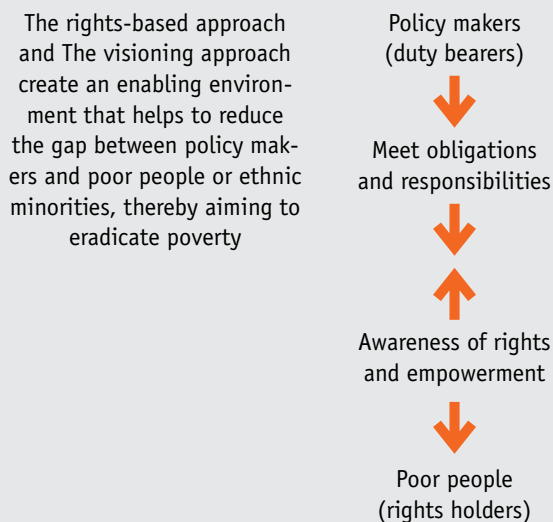 The rights-based approach
and The visioning approach
create an enabling environ-
ment that helps to reduce
the gap between policy mak-
ers and poor people or ethnic
minorities, thereby aiming to
eradicate poverty
Policy makers
(duty bearers)
Meet obligations
and responsibilities
Awareness of rights
and empowerment
Poor people
(rights holders)